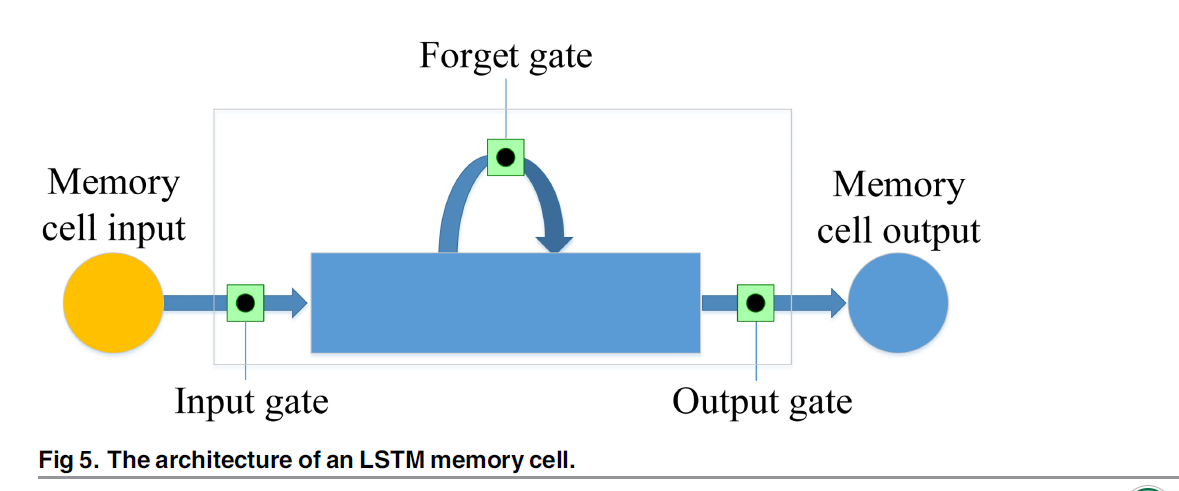 Forget gate
Memory
cell input
Memory
cell output
Input gate
Output gate
Fig 5. The architecture of an LSTM memory cell.